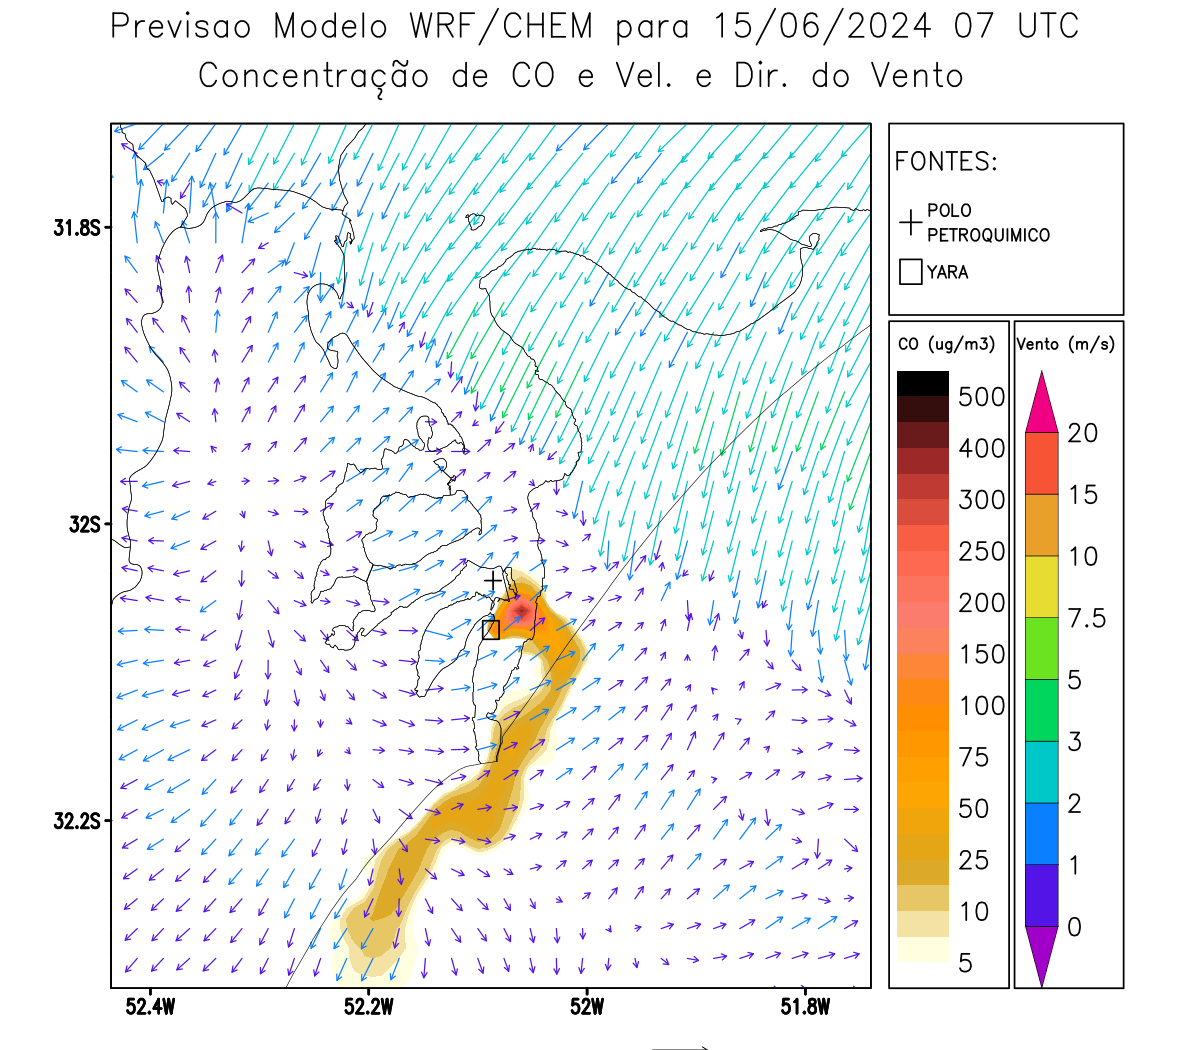 Previsao Modelo WRF/CHEM para 15/06/2024 07 UTC
Concentração de CO e Vel. e Dir. do Vento
FONTES:
POLO
PETROQUIMICO
YARA
CO (ug/m3)
500
400
300
250
200
150
100
75
50
25
10
5
Vento (m/s)
20
15
10
7.5
5
3
2
1
0
31.8S
32S
32.2S
52.4W
52.2W
52W
51.8W